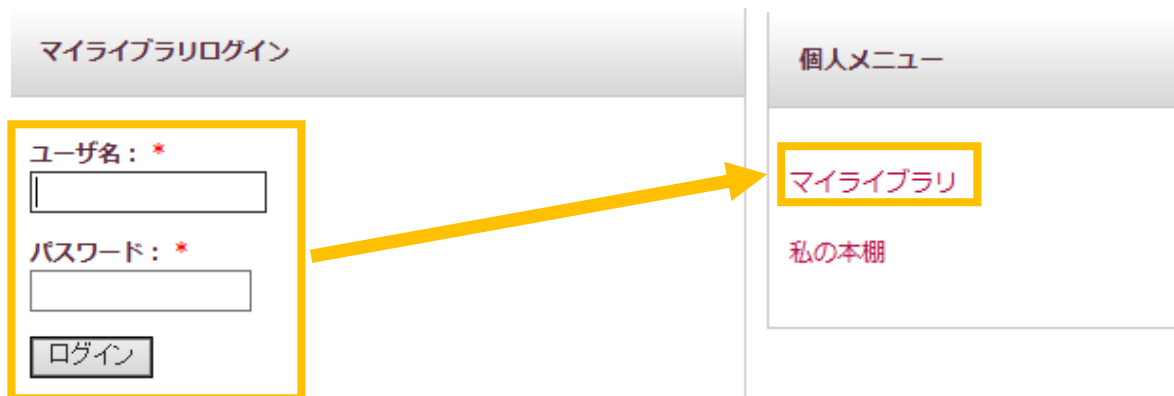 マイライブラリログイン
ユーザ名： *
パスワード： *
ログイン
個人メニュー
マイライブラリ
私の本棚